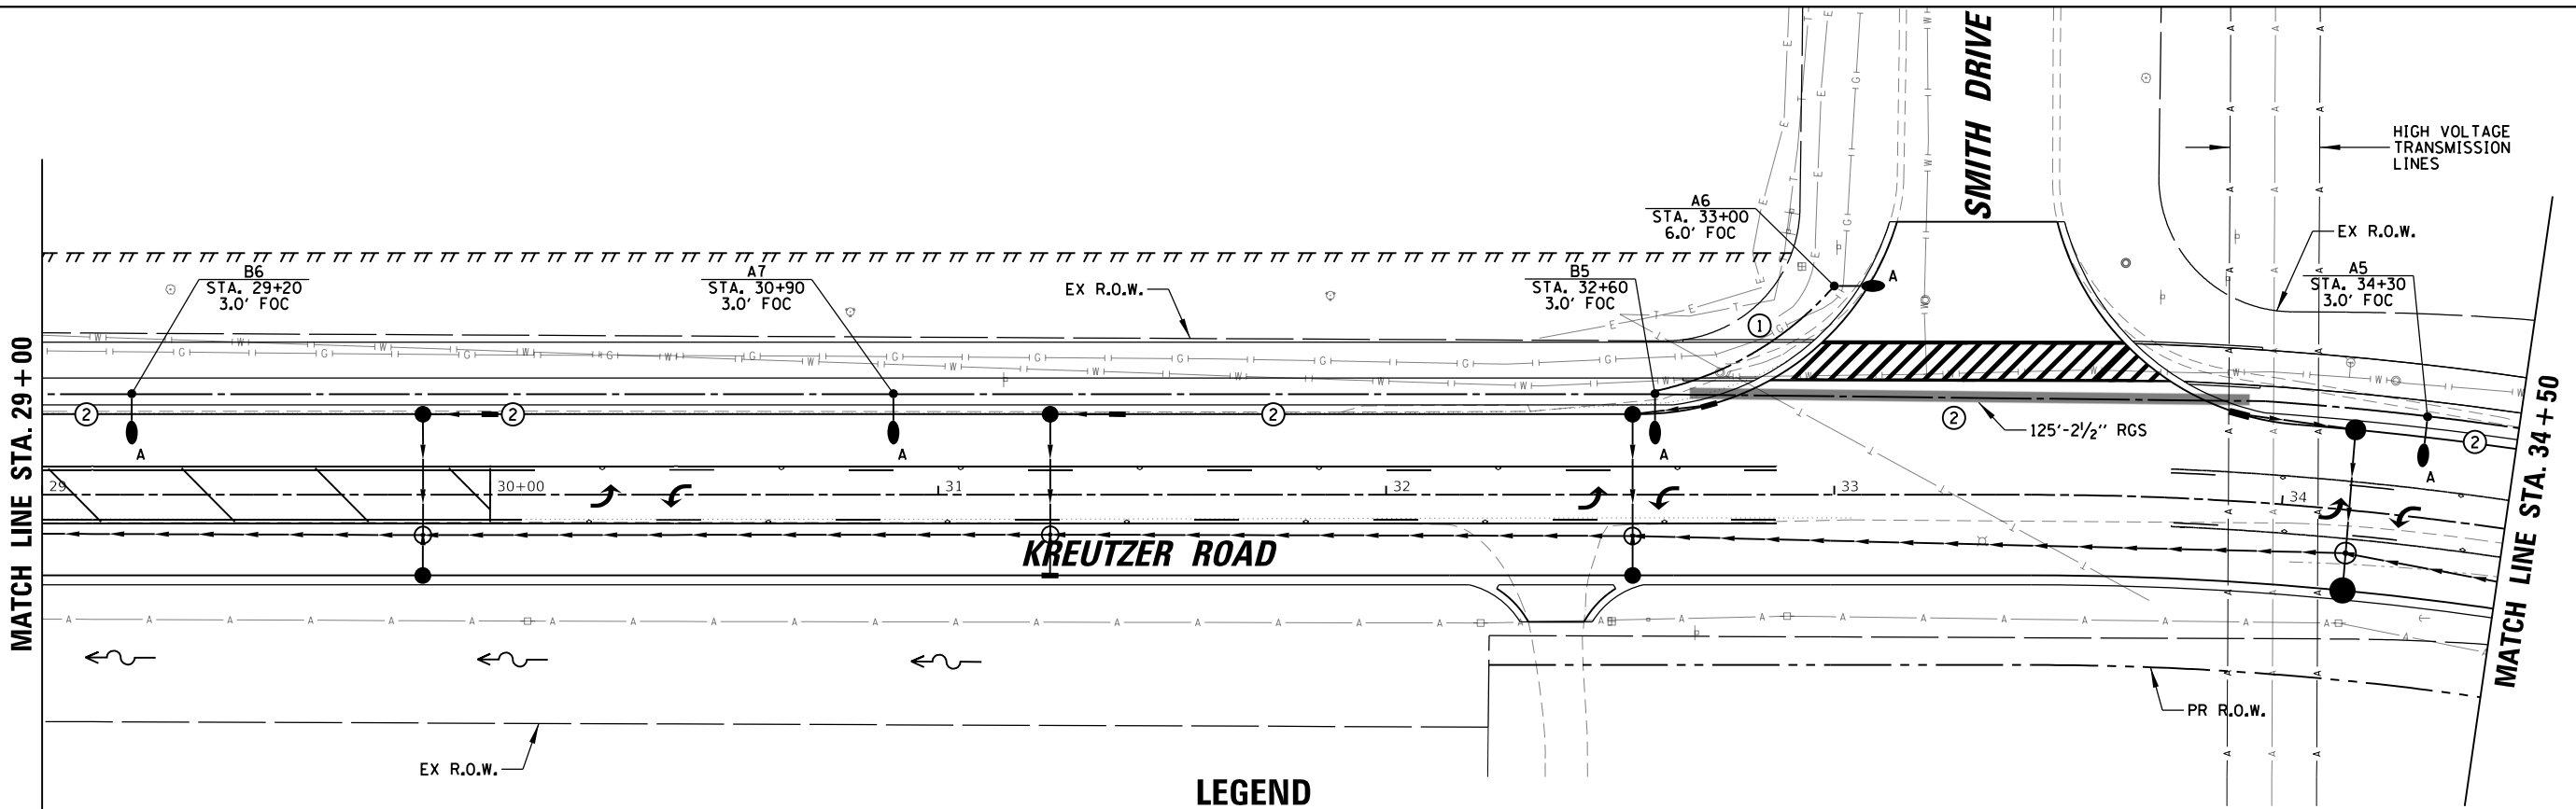 SMITH DRIVE
HIGH VOLTAGE
TRANSMISSION
LINES
A6
STA. 33+00
6.0' FOC
A
EX R.O.W.
B6
STA. 29+20
3.0' FOC
A7
STA. 30+90
3.0' FOC
EX R.O.W.
B5
STA. 32+60
3.0' FOC
A5
STA. 34+30
3.0' FOC
1
MATCH LINE STA. 29+00
2
2
2
2
2
A
A
A
A
125'-2½" RGS
29
30+00
31
32
33
34
KREUTZER ROAD
MATCH LINE STA. 34+50
PR R.O.W.
EX R.O.W.
LEGEND